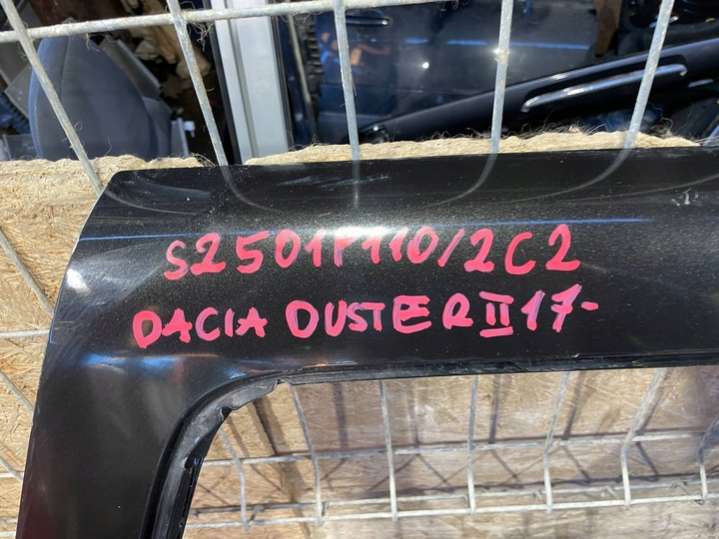 S2501P110/2C2
DACIA DUSTER II 17-